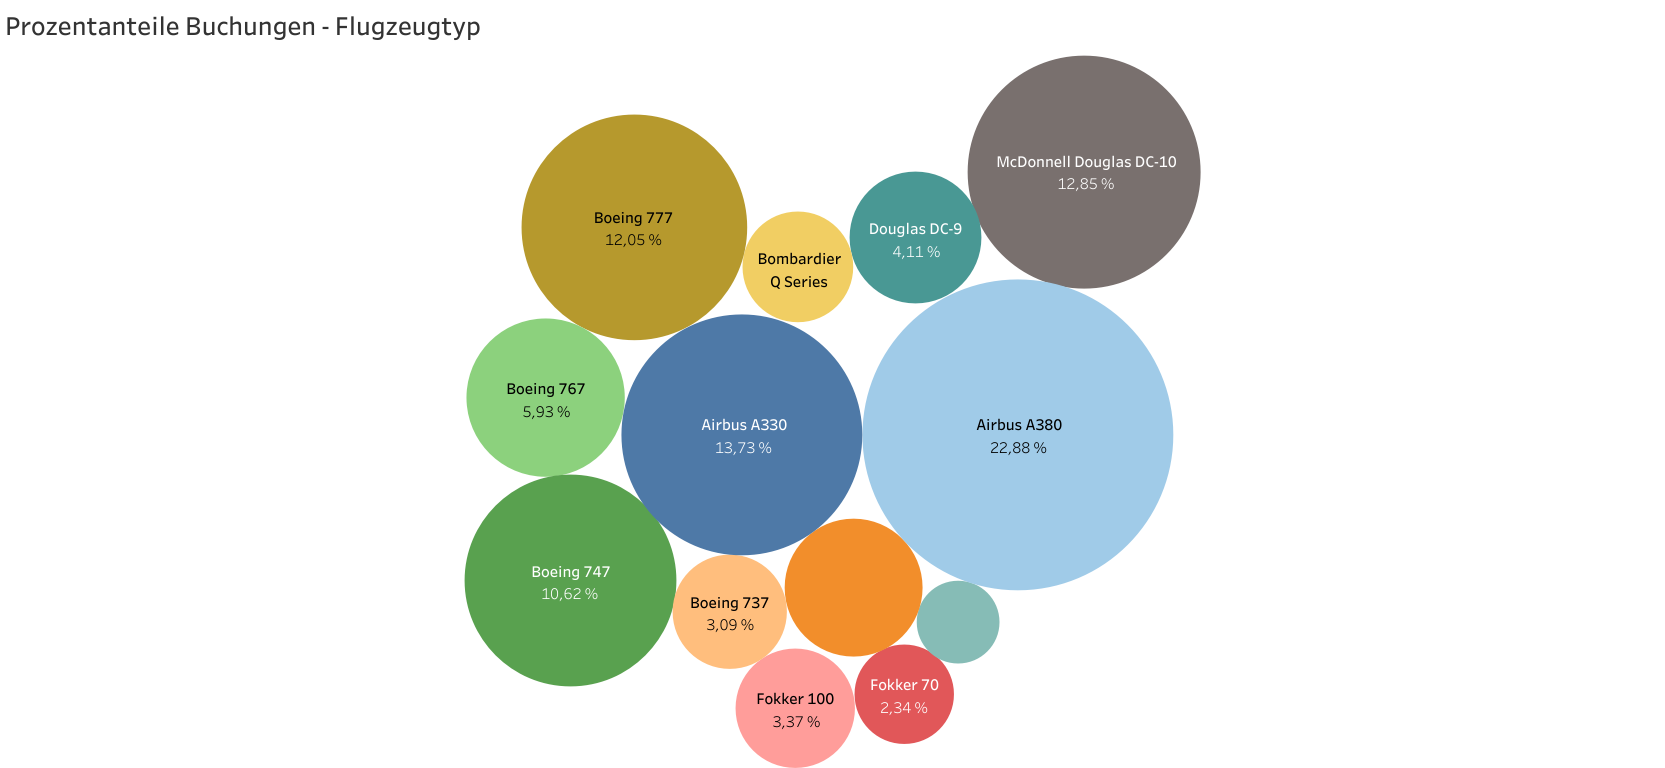 Prozentanteile Buchungen - Flugzeugtyp
McDonnell Douglas DC-10
12,85 %
Boeing 777
12,05 %
Douglas DC-9
4,11 %
Bombardier
Q Series
Boeing 767
5,93 %
Airbus A330
13,73 %
Airbus A380
22,88 %
Boeing 747
10,62 %
Boeing 737
3,09 %
Fokker 100
3,37 %
Fokker 70
2,34 %